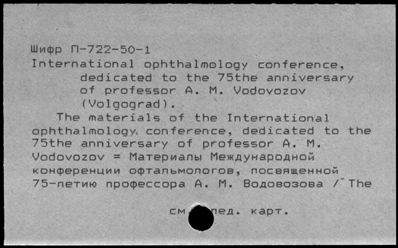 Шифр П-722-50-1
International ophthalmology conference,
dedicated to the 75the anniversary
of professor A. M. Vodovozov
(Volgograd).
The materials of the International
ophthalmology conference, dedicated to the
75the anniversary of professor A. M.
Vodovozov = Материалы Международной
конференции офтальмологов, посвященной
75-летию профессора А. М. Водовозова / The
см. след. карт.